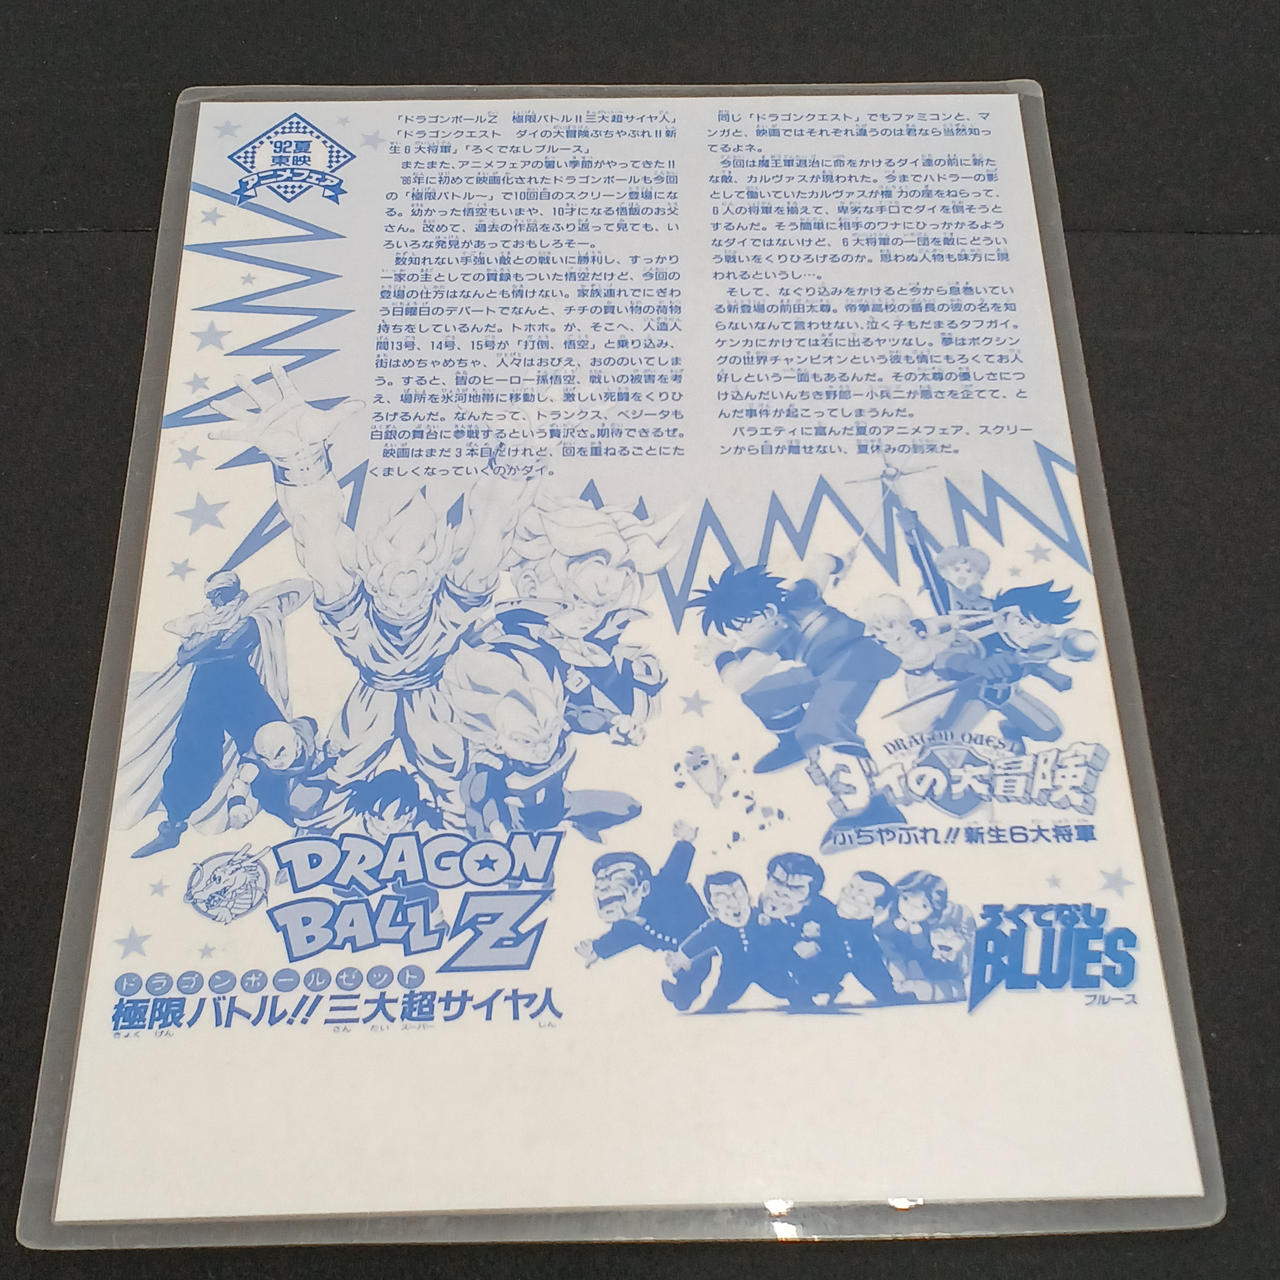 '92夏
東映
アニメフェア
「ドラゴンボールZ 極限バトル!!三大超サイヤ人」
「ドラゴンクエスト ダイの大冒険ぶちやぶれ!!新
生6大将軍」「ろくでなしブルース」
またまた、アニメフェアの暑い季節がやってきた!!
'86年に初めて映画化されたドラゴンボールも今回
の「極限バトルー」で10回目のスクリーン登場にな
る。幼かった悟空もいまや、10才になる悟飯のお父
さん。改めて、過去の作品をふり返って見ても、い
ろいろな発見があっておもしろそー。
数知れない手強い敵との戦いに勝利し、すっかり
一家の主としての貫録もついた悟空だけど、今回の
登場の仕方はなんとも情けない。家族連れでにぎわ
う日曜日のデパートでなんと、チチの買い物の荷物
持ちをしているんだ。トホホ。が、そこへ、人造人
間13号、14号、15号が「打倒、悟空」と乗り込み、
街はめちゃめちゃ、人々はおびえ、おののいてしま
う。すると、皆のヒーロー孫悟空、戦いの被害を考
え、場所を氷河地帯に移動し、激しい死闘をくりひ
ろげるんだ。なんたって、トランクス、ベジータも
白銀の舞台に参戦するという贅沢さ。期待できるぜ。
映画はまだ3本目だけれど、回を重ねるごとにた
くましくなっていくのがダイ。
同じ「ドラゴンクエスト」でもファミコンと、マ
ンガと、映画ではそれぞれ違うのは君なら当然知っ
てるよネ。
今回は魔王軍退治に命をかけるダイ達の前に新た
な敵、ガルヴァスが現われた。今までハドラーの影
として働いていたガルヴァスが権力の座をねらって、
6人の将軍を揃えて、卑劣な手口でダイを倒そうと
するんだ。そう簡単に相手のワナにひっかかるよう
なダイではないけど、6大将軍の一団を敵にどうい
う戦いをくりひろげるのか。思わぬ人物も味方に現
われるというし…。
そして、なぐり込みをかけると今から息巻いてい
る新登場の前田太尊。帝拳高校の番長の彼の名を知
らないなんて言わせない、泣く子もだまるタフガイ。
ケンカにかけては右に出るヤツなし。夢はボクシン
グの世界チャンピオンという彼も情にもろくてお人
好しという一面もあるんだ。その太尊の優しさにつ
け込んだいんちき野郎ー小兵二が悪さを企てて、と
んだ事件が起こってしまうんだ。
バラエティに富んだ夏のアニメフェア、スクリー
ンから目が離せない、夏休みの到来だ。
DRAGON QUEST
ダイの大冒険
ぶちやぶれ!!新生6大将軍
DRAGON
BALL Z
ドラゴンボールゼット
極限バトル!!三大超サイヤ人
きょく げん さん だい スーパー じん
ろくでなし
BLUES
ブルース